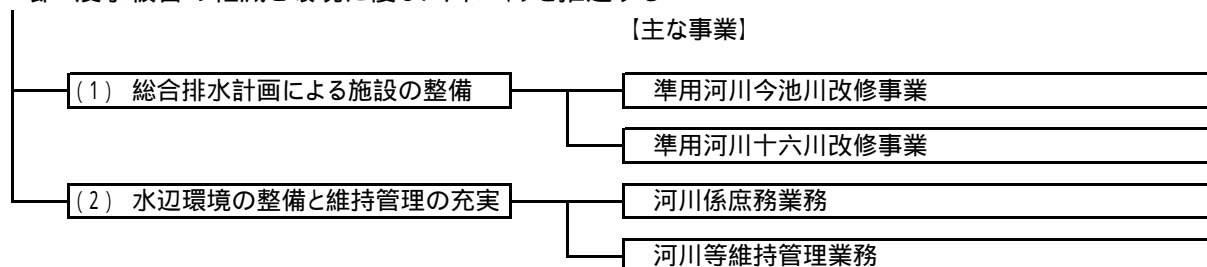 【主な事業】
(1) 総合排水計画による施設の整備
準用河川今池川改修事業
準用河川十六川改修事業
(2) 水辺環境の整備と維持管理の充実
河川係庶務業務
河川等維持管理業務